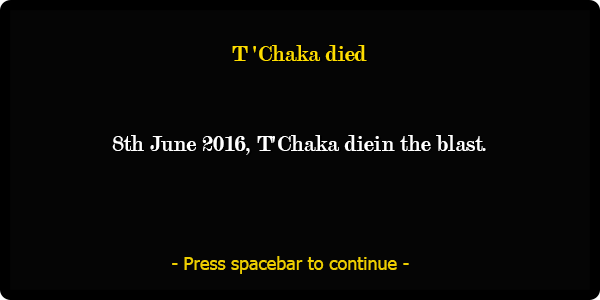 T 'Chaka died
8th June 2016, T'Chaka diein the blast.
- Press spacebar to continue -